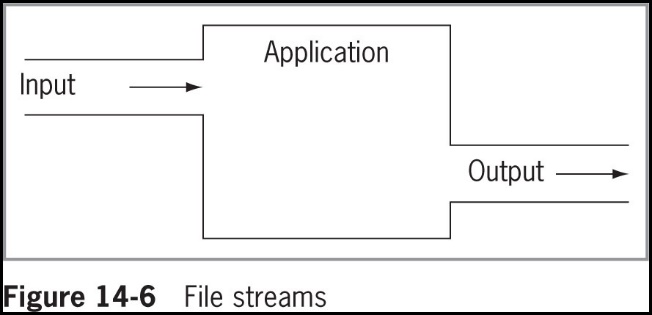 Application
Input
Output
Figure 14-6 File streams